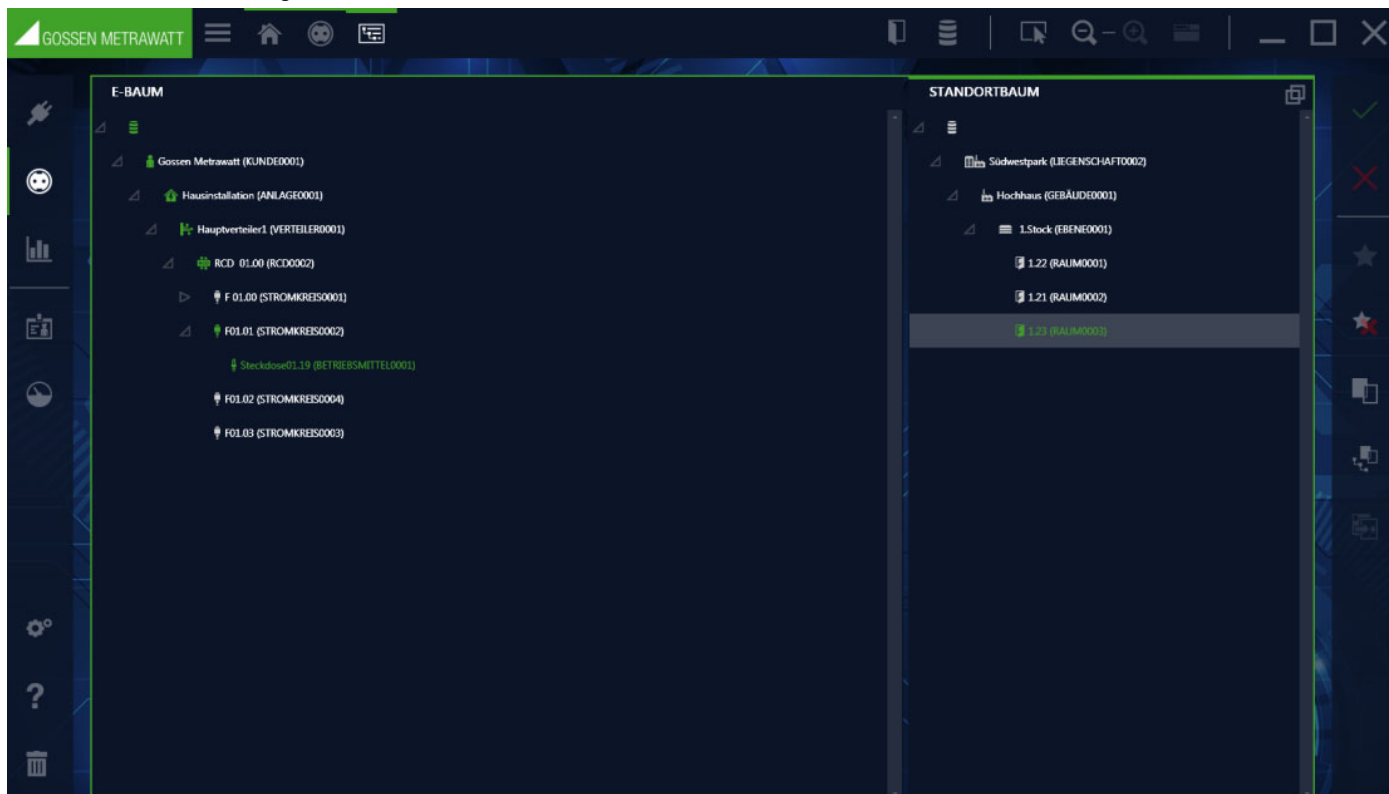 GOSSEN METRAWATT
E-BAUM
Gossen Metrawatt (KUNDE0001)
Hausinstallation (ANLAGE0001)
Hauptverteiler1 (VERTEILER0001)
RCD 01.00 (RCD0002)
F 01.00 (STROMKREIS0001)
F01.01 (STROMKREIS0002)
Steckdose01.19 (BETRIEBSMITTEL0001)
F01.02 (STROMKREIS0004)
F01.03 (STROMKREIS0003)
STANDORTBAUM
Südwestpark (LIEGENSCHAFT0002)
Hochhaus (GEBÄUDE0001)
1.Stock (EBENE0001)
1.22 (RAUM0001)
1.21 (RAUM0002)
1.23 (RAUM0003)
?